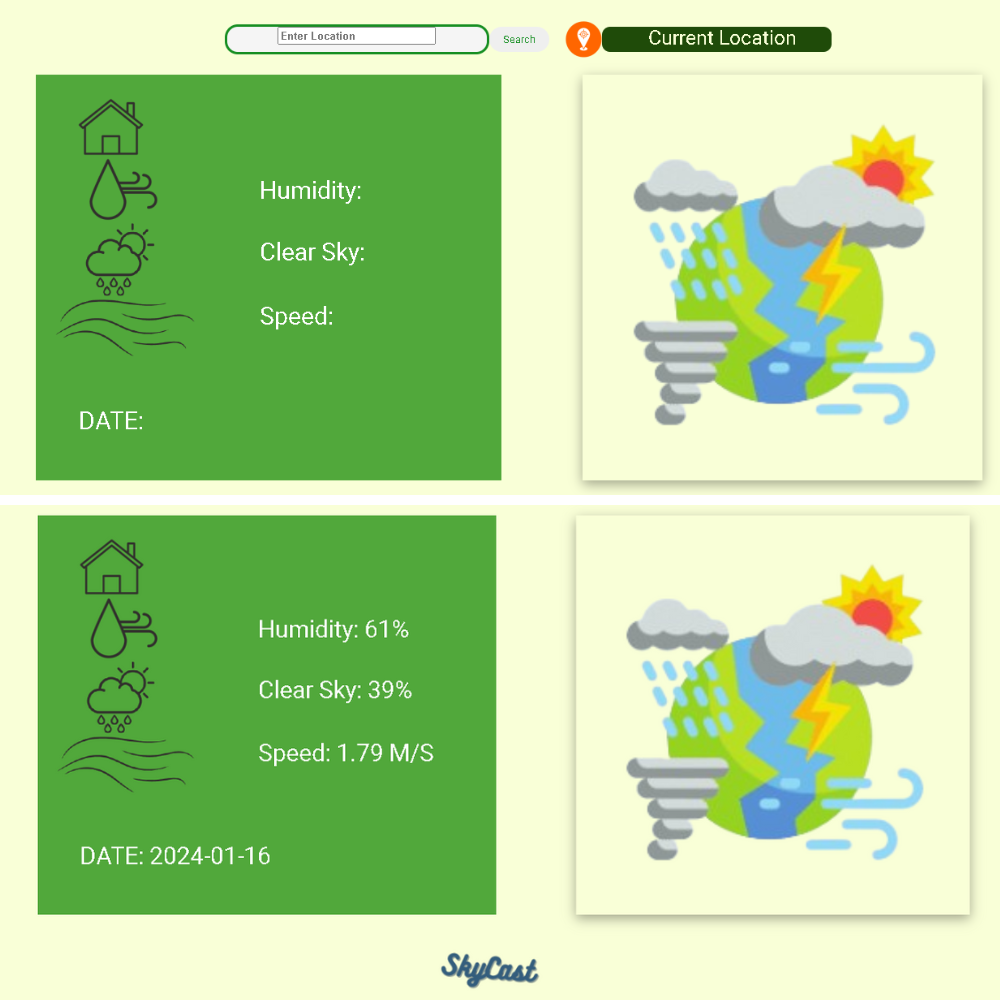 Enter Location
Search
Current Location
Humidity:
Clear Sky:
Speed:
DATE:
Humidity: 61%
Clear Sky: 39%
Speed: 1.79 M/S
DATE: 2024-01-16
SkyCast